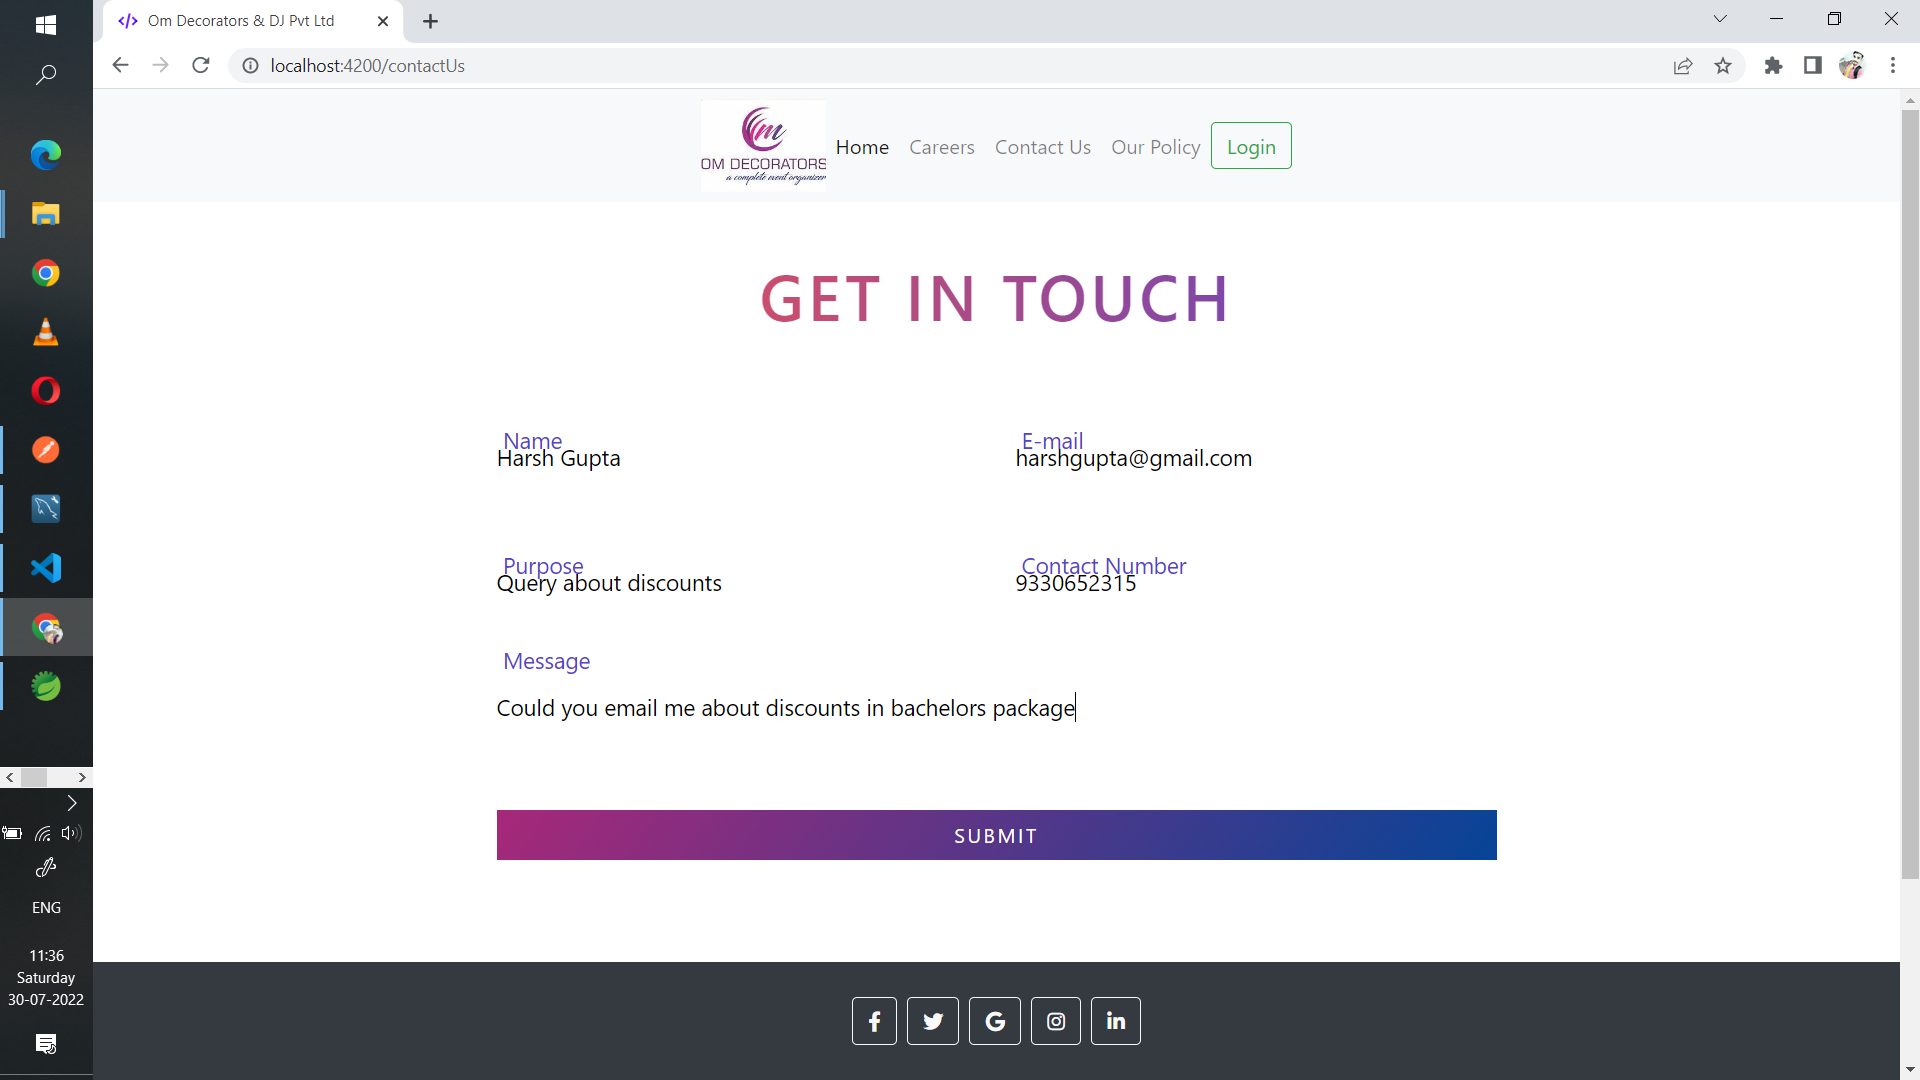 Om Decorators & DJ Pvt Ltd
localhost:4200/contactUs
OM DECORATORS
a complete event organizer
Home
Careers
Contact Us
Our Policy
Login
GET IN TOUCH
Name
Harsh Gupta
E-mail
harshgupta@gmail.com
Purpose
Query about discounts
Contact Number
9330652315
Message
Could you email me about discounts in bachelors package
SUBMIT
ENG
11:36
Saturday
30-07-2022